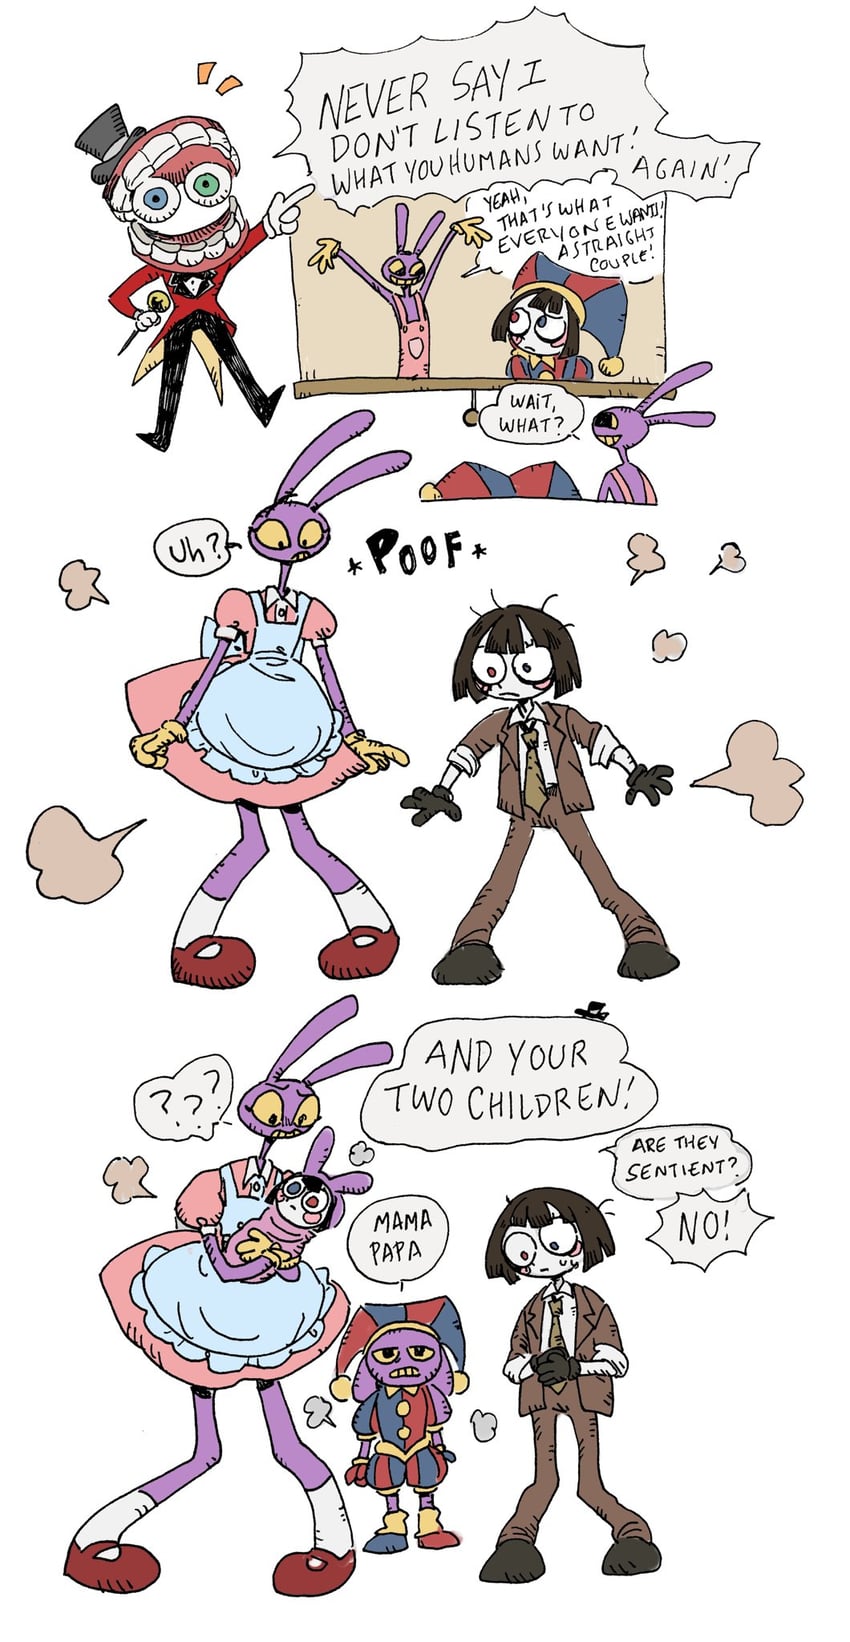 NEVER SAY I
DON'T LISTEN TO
WHAT YOU HUMANS WANT!
AGAIN!
YEAH,
THAT'S WHAT
EVERYONE WANTS!
A STRAIGHT
COUPLE!
WAIT,
WHAT?
Uh?
*POOF*
???
AND YOUR
TWO CHILDREN!
ARE THEY
SENTIENT?
NO!
MAMA
PAPA